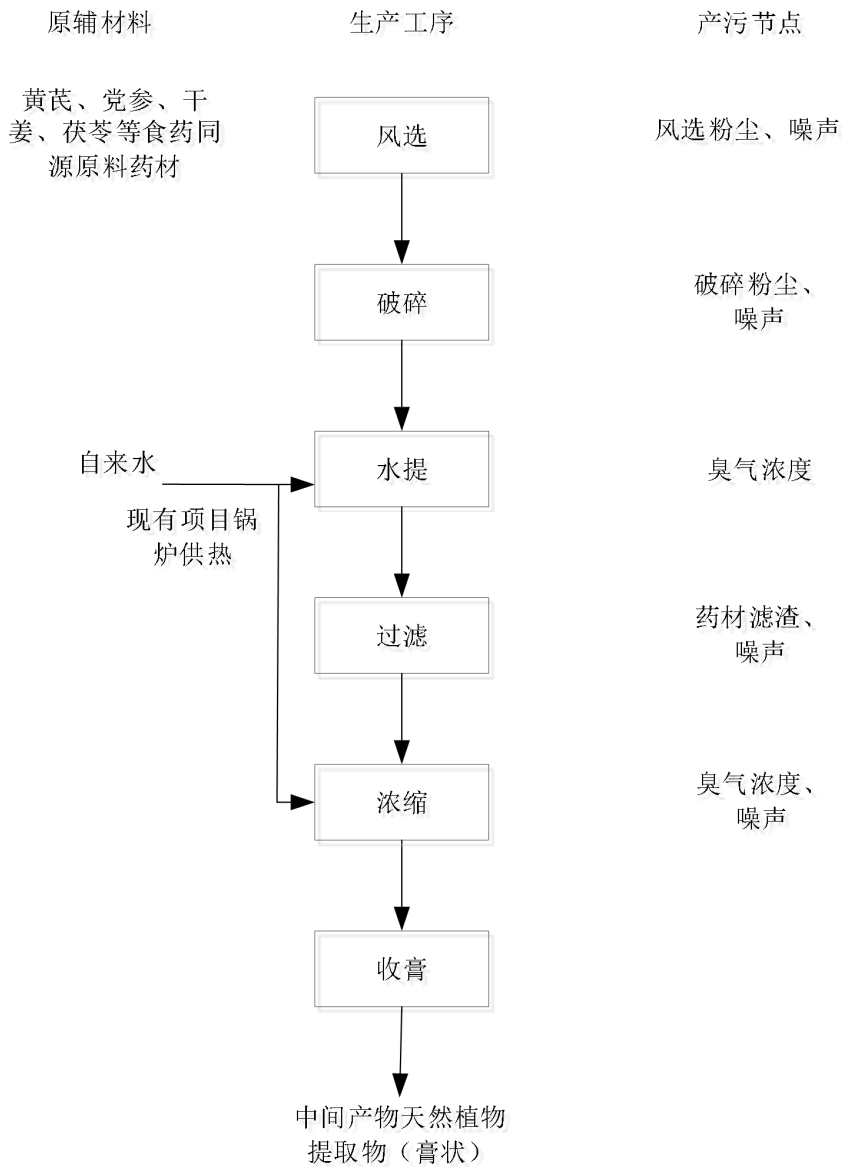 原辅材料
生产工序
产污节点
黄芪、党参、干
姜、茯苓等食药同
源原料药材
风选
风选粉尘、噪声
破碎
破碎粉尘、
噪声
自来水
水提
臭气浓度
现有项目锅
炉供热
过滤
药材滤渣、
噪声
浓缩
臭气浓度、
噪声
收膏
中间产物天然植物
提取物（膏状）